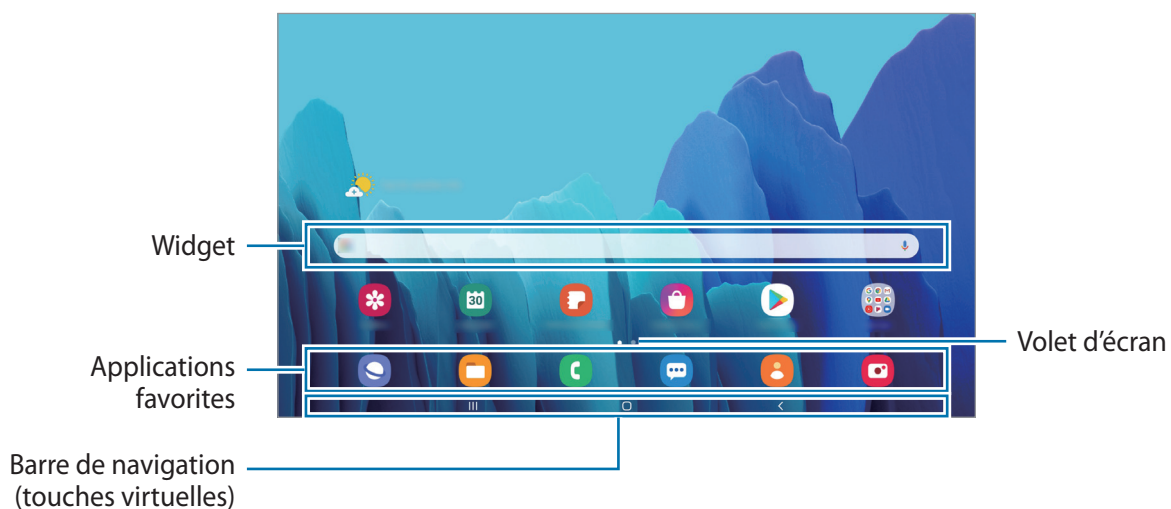 Widget
30
Volet d'écran
Applications
favorites
Barre de navigation
(touches virtuelles)